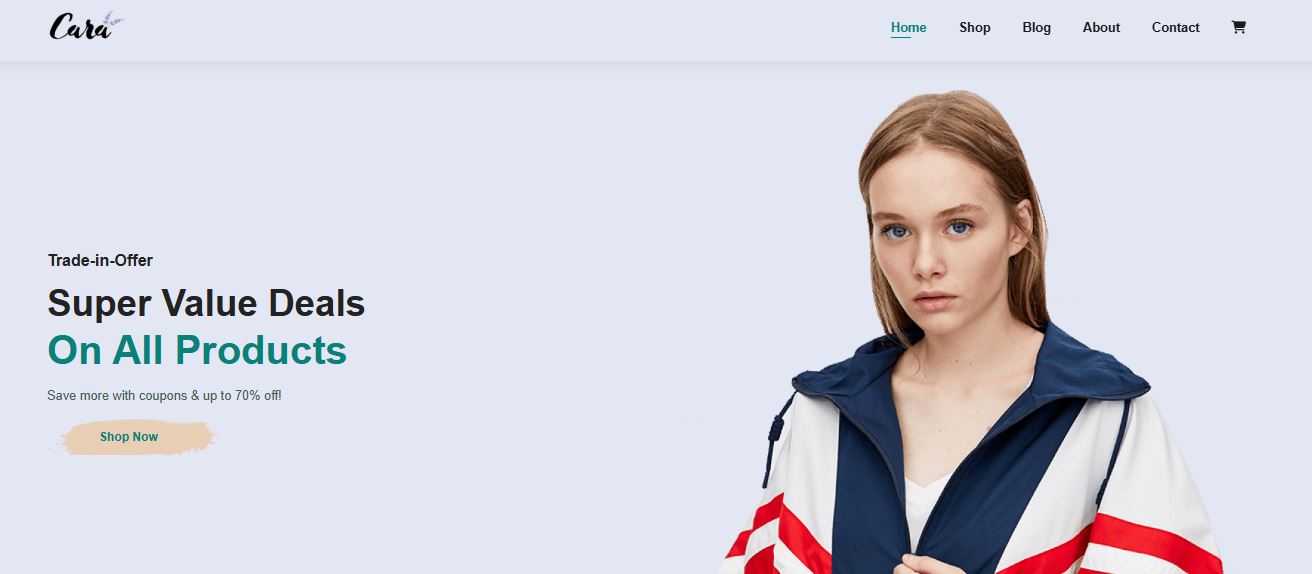 Cara
Home Shop Blog About Contact
Trade-in-Offer
Super Value Deals
On All Products
Save more with coupons & up to 70% off!
Shop Now